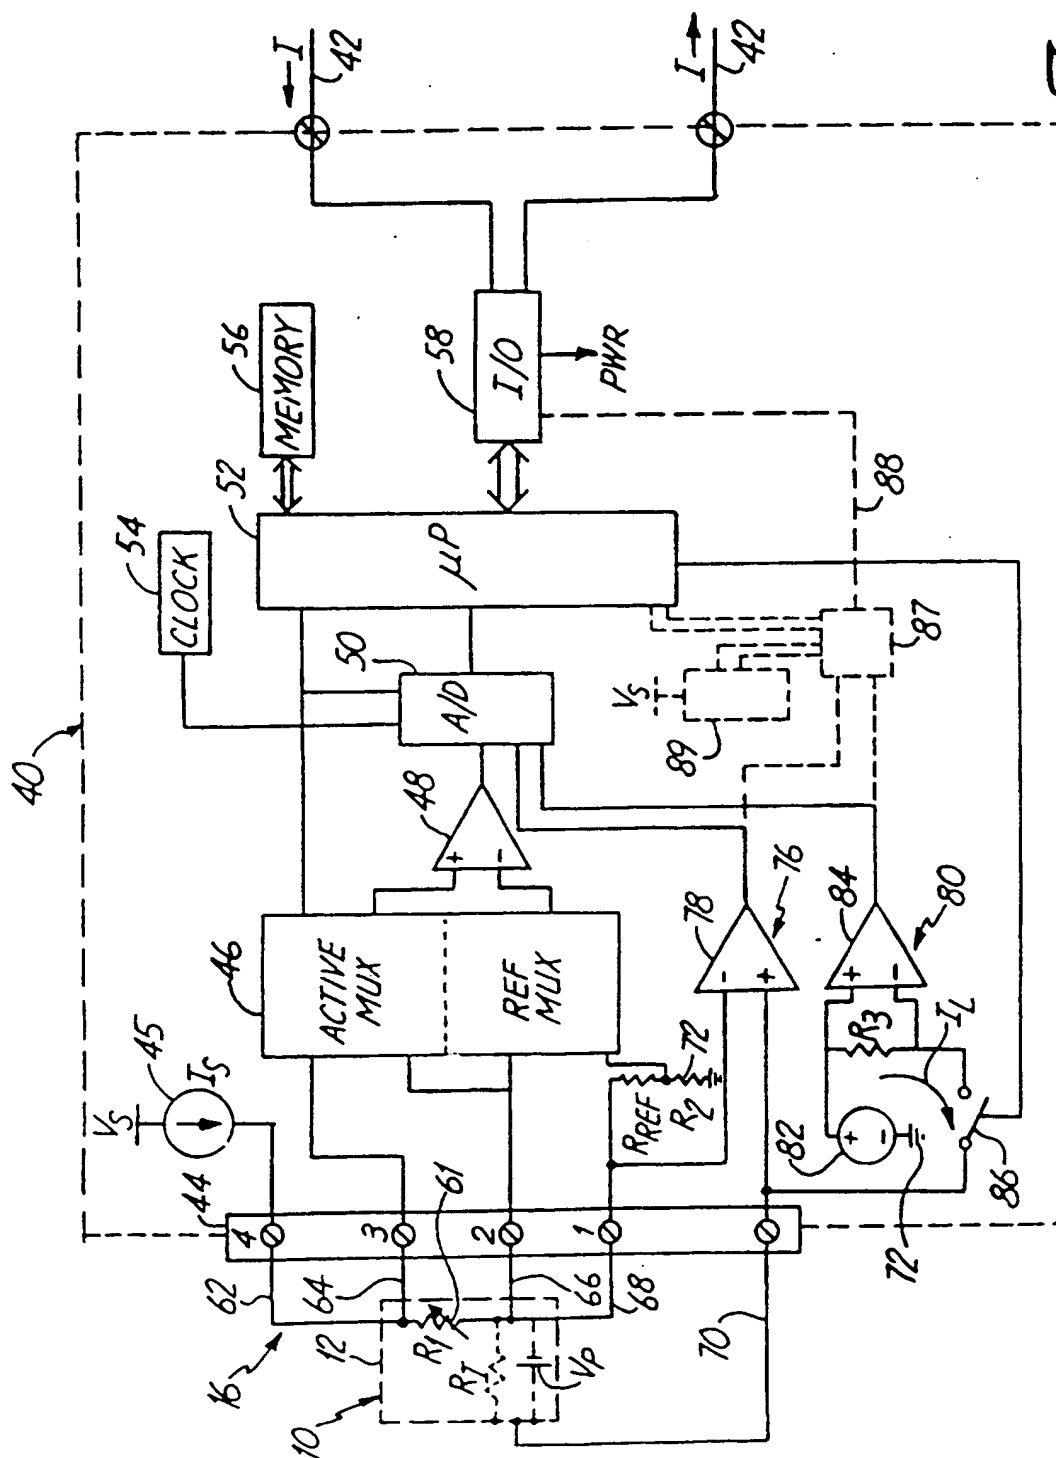 40
54
CLOCK
56
MEMORY
I
42
52
μP
58
I/O
PWR
I
42
50
A/D
48
+
−
46
ACTIVE
MUX
REF
MUX
45
VS
IS
44
4
3
2
1
62
64
66
68
61
16
12
10
R1
RI
VP
70
RREF
R2
72
78
−
+
76
84
+
−
80
R3
IL
82
+
−
72
86
VS
89
87
88